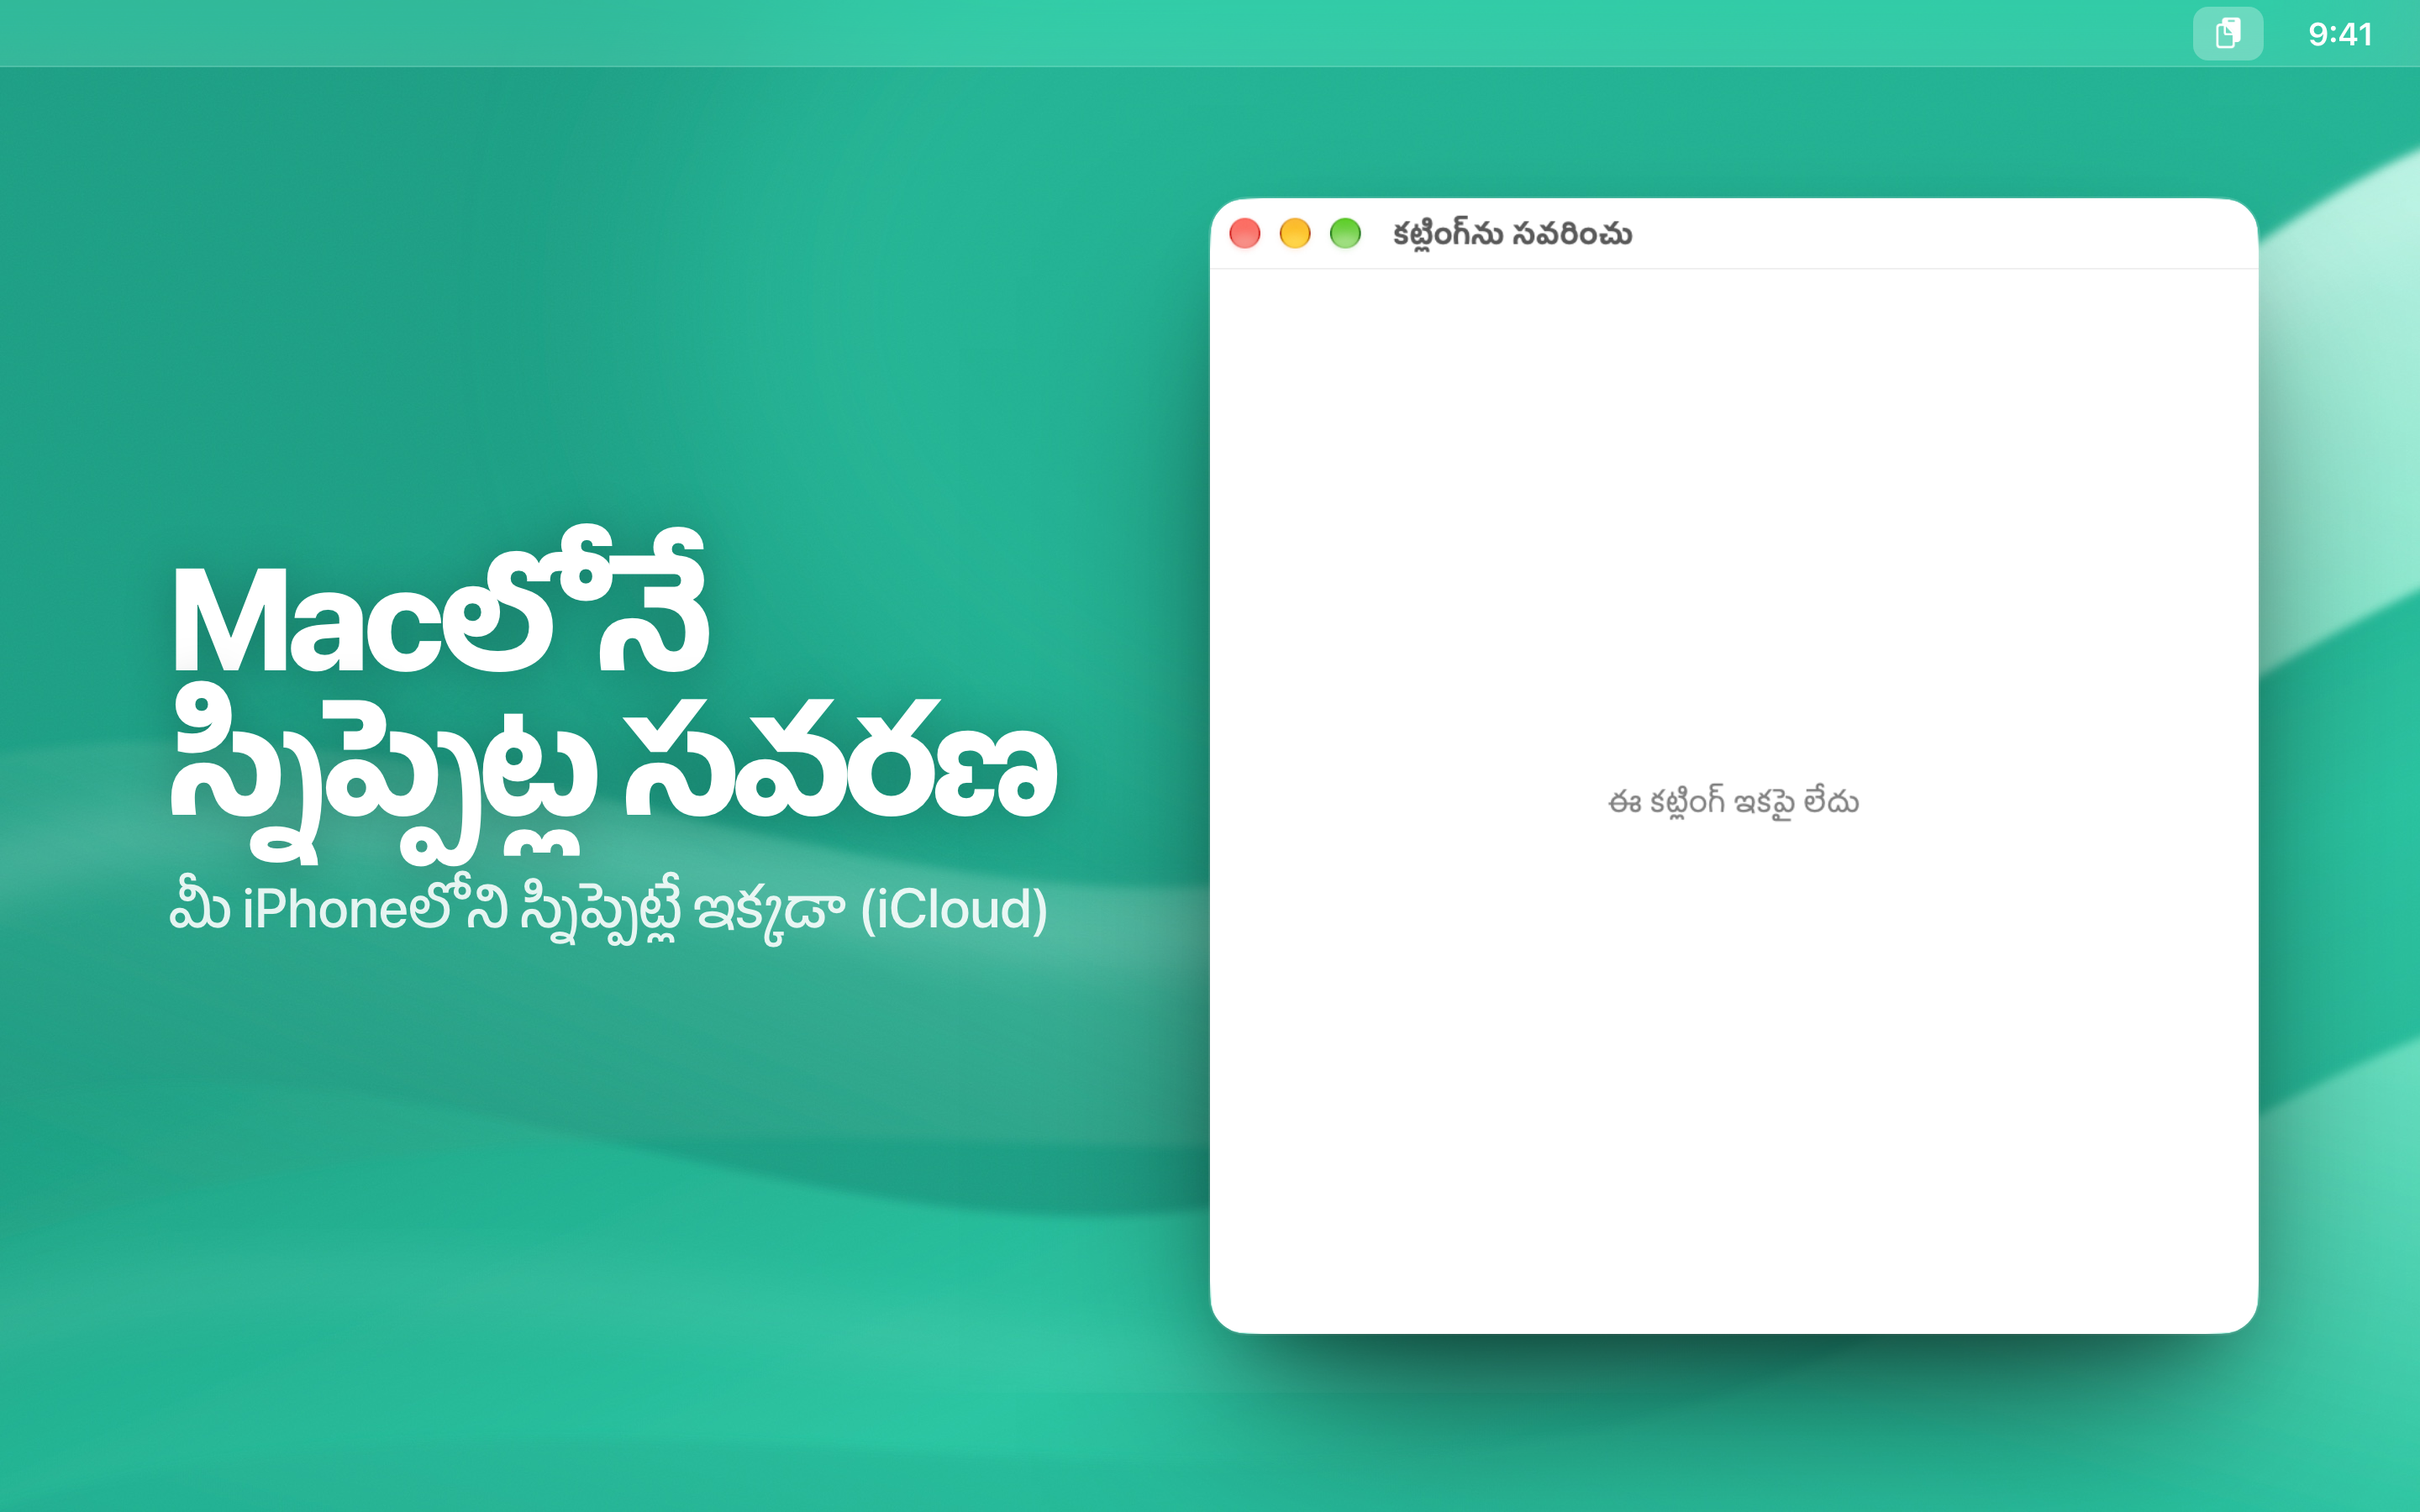 9:41
కట్లింగ్‌ను సవరించు
Macలోనే
స్నిప్పెట్ల సవరణ
మీ iPhoneలోని స్నిప్పెట్లే ఇక్కడా (iCloud)
ఈ కట్లింగ్ ఇకపై లేదు